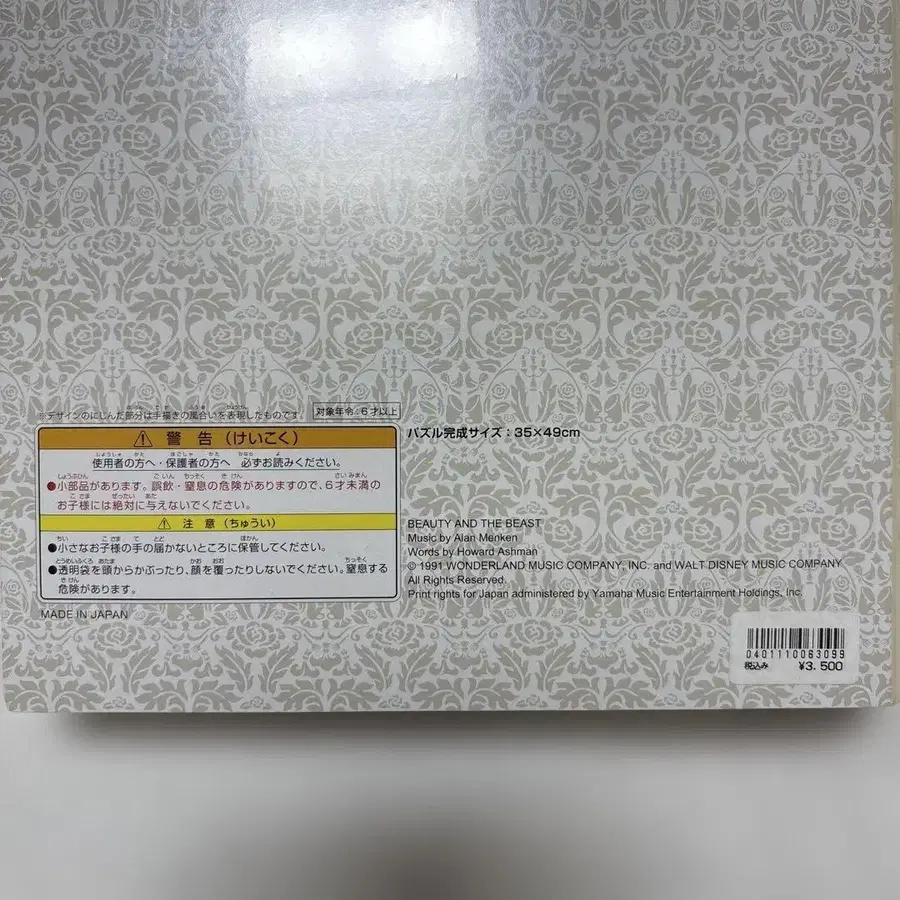 ※デザインのにじんだ部分は手描きの風合いを表現したものです。
対象年令：6才以上
警告（けいこく）
使用者の方へ・保護者の方へ 必ずお読みください。
●小部品があります。誤飲・窒息の危険がありますので、6才未満の
お子様には絶対に与えないでください。
注意（ちゅうい）
●小さなお子様の手の届かないところに保管してください。
●透明袋を頭からかぶったり、顔を覆ったりしないでください。窒息する
危険があります。
MADE IN JAPAN
パズル完成サイズ：35×49cm
BEAUTY AND THE BEAST
Music by Alan Menken
Words by Howard Ashman
© 1991 WONDERLAND MUSIC COMPANY, INC. and WALT DISNEY MUSIC COMPANY
All Rights Reserved.
Print rights for Japan administered by Yamaha Music Entertainment Holdings, Inc.
0401110063099
税込み ¥3,500